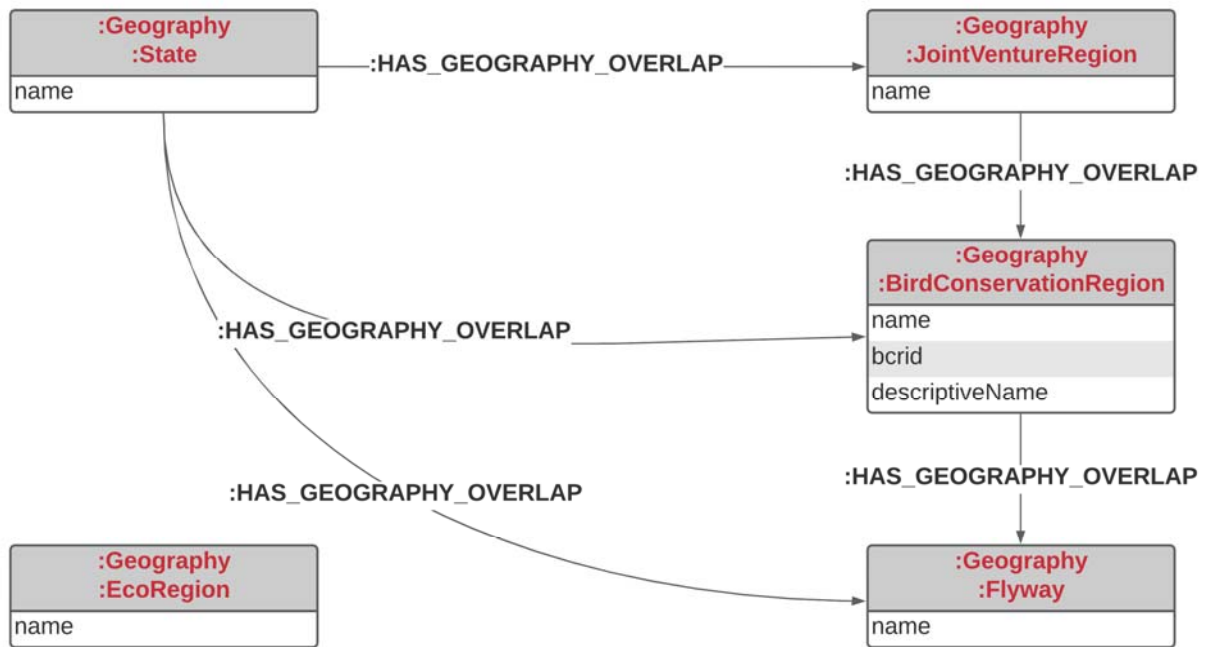 :Geography
:State
name
:HAS_GEOGRAPHY_OVERLAP
:Geography
:JointVentureRegion
name
:HAS_GEOGRAPHY_OVERLAP
:Geography
:BirdConservationRegion
name
bcrid
descriptiveName
:HAS_GEOGRAPHY_OVERLAP
:HAS_GEOGRAPHY_OVERLAP
:HAS_GEOGRAPHY_OVERLAP
:Geography
:EcoRegion
name
:Geography
:Flyway
name